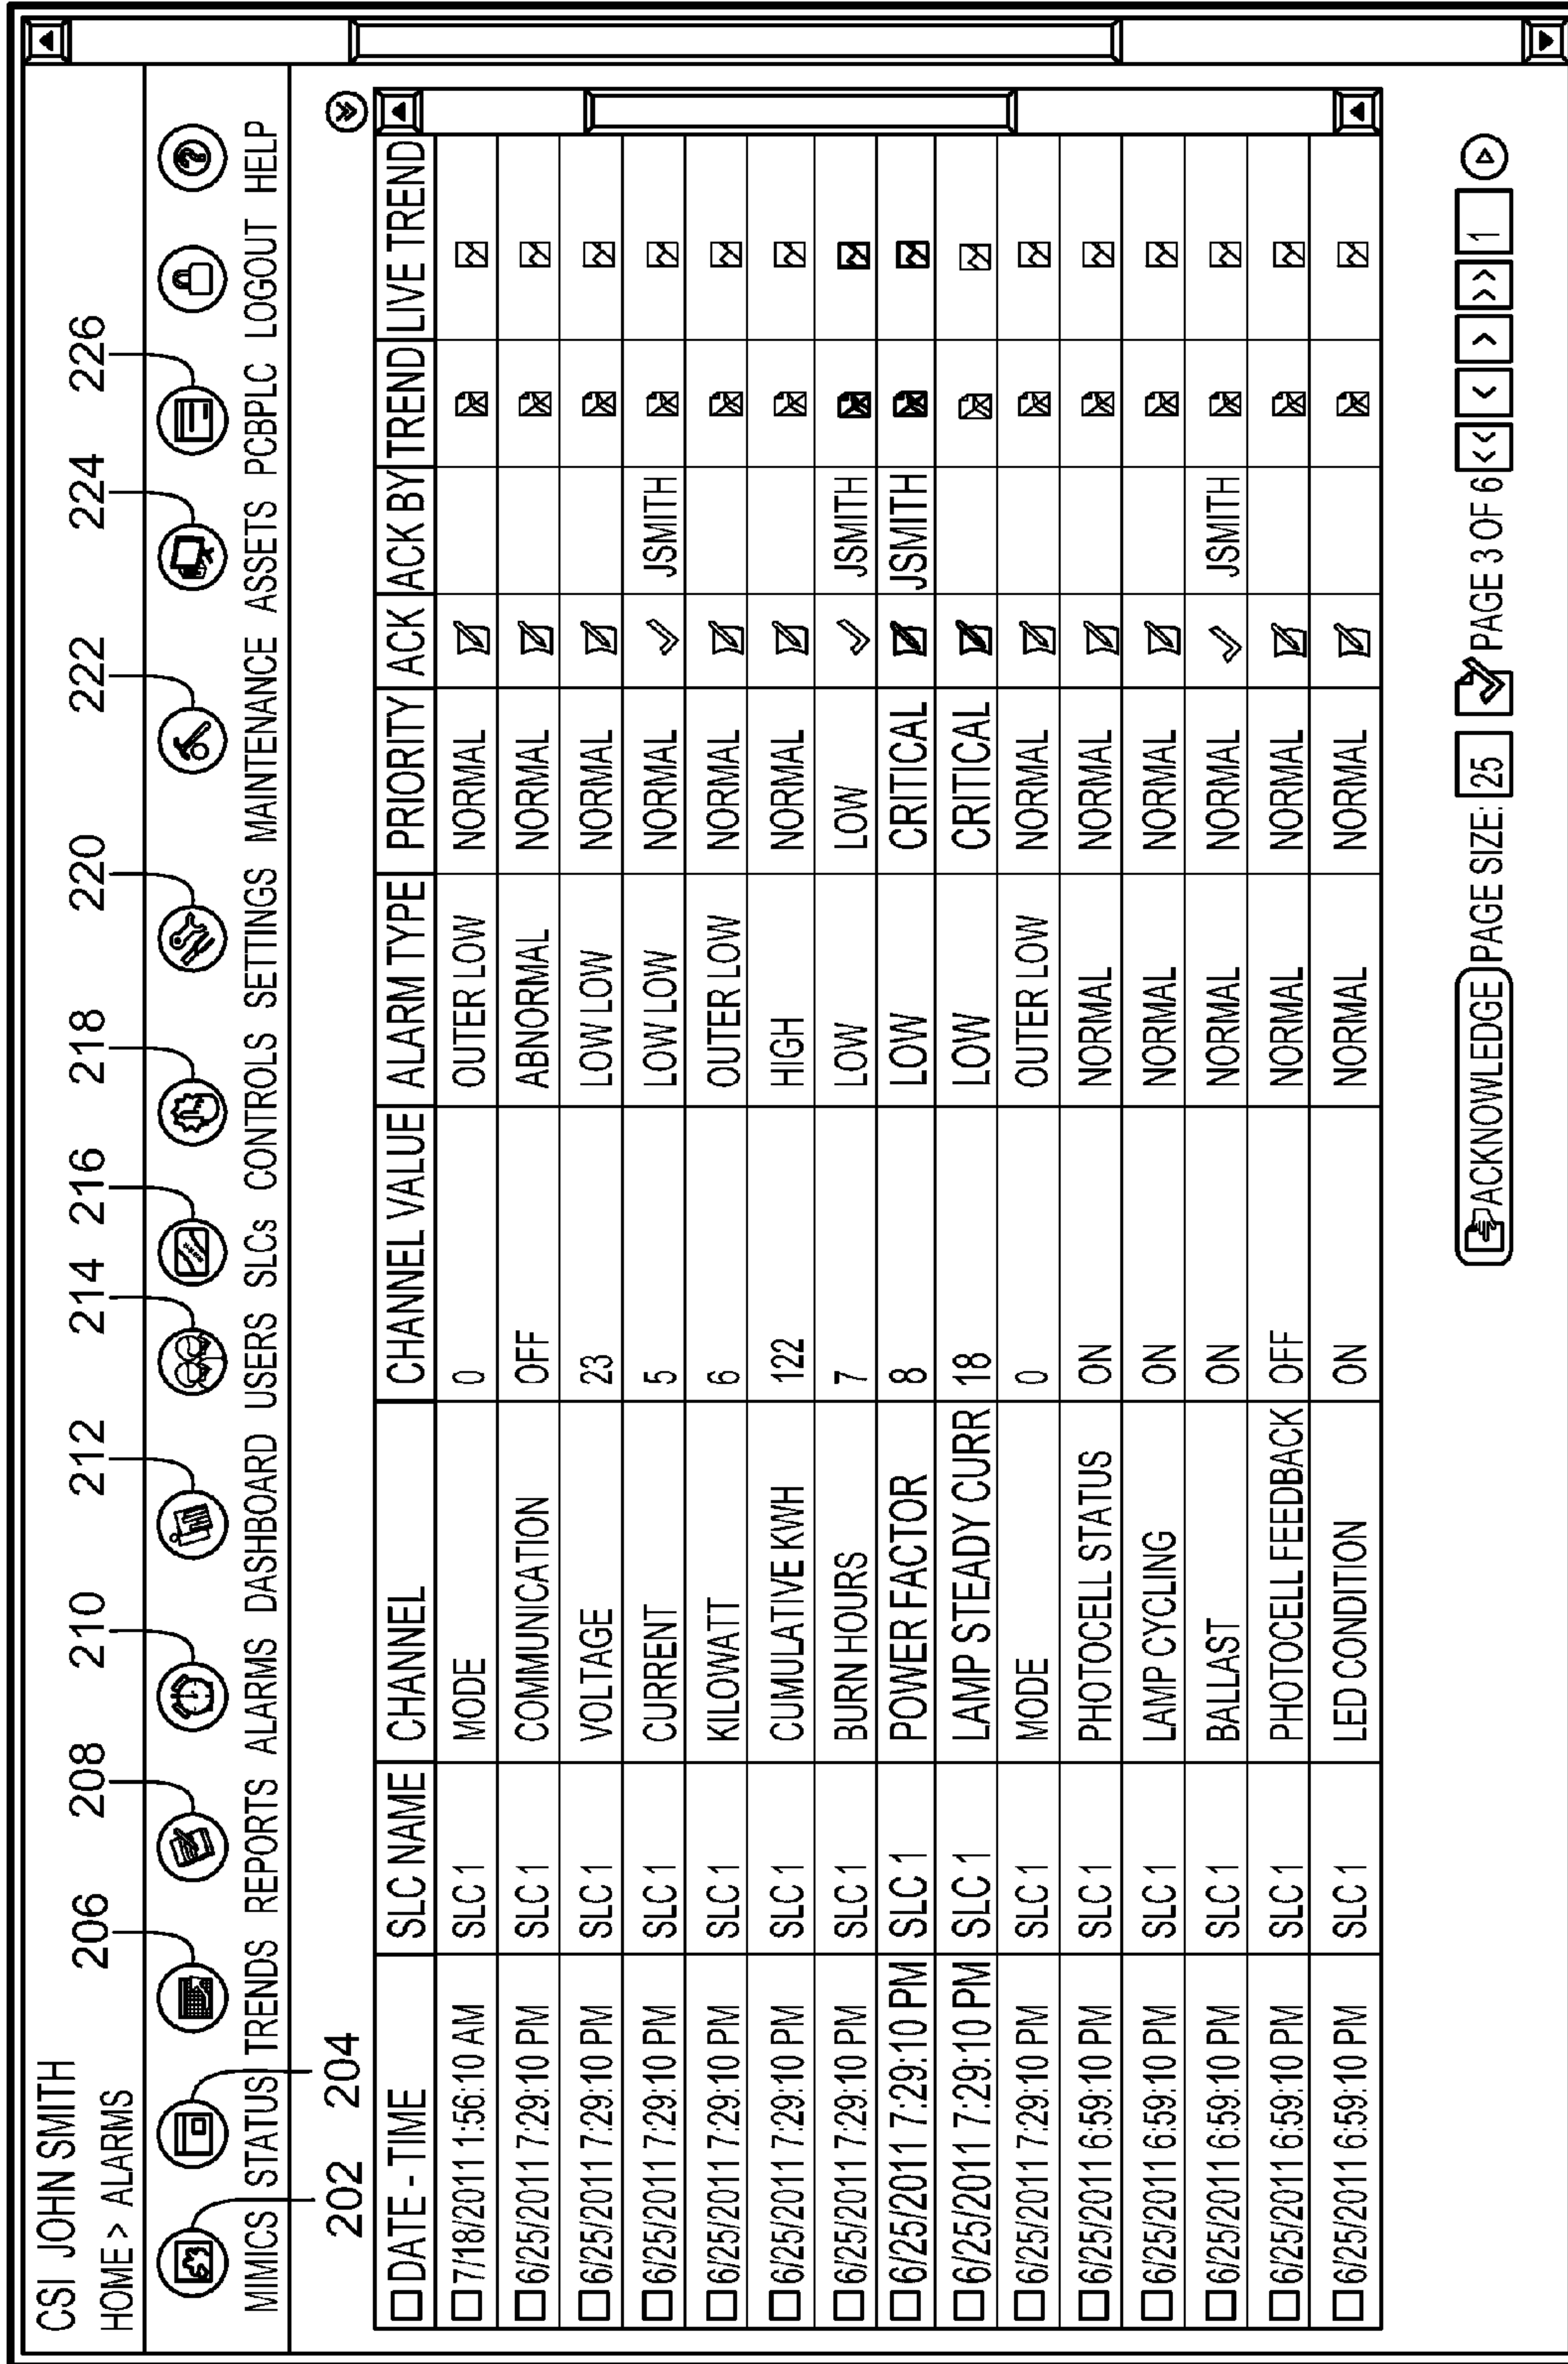 CSI JOHN SMITH
HOME > ALARMS
206 208 210 212 214 216 218 220 222 224 226
MIMICS STATUS TRENDS REPORTS ALARMS DASHBOARD USERS SLCs CONTROLS SETTINGS MAINTENANCE ASSETS PCBPLC LOGOUT HELP
202 204
DATE - TIME SLC NAME CHANNEL CHANNEL VALUE ALARM TYPE PRIORITY ACK ACK BY TREND LIVE TREND
7/18/2011 1:56:10 AM SLC 1 MODE 0 OUTER LOW NORMAL
6/25/2011 7:29:10 PM SLC 1 COMMUNICATION OFF ABNORMAL NORMAL
6/25/2011 7:29:10 PM SLC 1 VOLTAGE 23 LOW LOW NORMAL
6/25/2011 7:29:10 PM SLC 1 CURRENT 5 LOW LOW NORMAL JSMITH
6/25/2011 7:29:10 PM SLC 1 KILOWATT 6 OUTER LOW NORMAL
6/25/2011 7:29:10 PM SLC 1 CUMULATIVE KWH 122 HIGH NORMAL
6/25/2011 7:29:10 PM SLC 1 BURN HOURS 7 LOW LOW JSMITH
6/25/2011 7:29:10 PM SLC 1 POWER FACTOR 8 LOW CRITICAL JSMITH
6/25/2011 7:29:10 PM SLC 1 LAMP STEADY CURR 18 LOW CRITICAL
6/25/2011 7:29:10 PM SLC 1 MODE 0 OUTER LOW NORMAL
6/25/2011 6:59:10 PM SLC 1 PHOTOCELL STATUS ON NORMAL NORMAL
6/25/2011 6:59:10 PM SLC 1 LAMP CYCLING ON NORMAL NORMAL
6/25/2011 6:59:10 PM SLC 1 BALLAST ON NORMAL NORMAL JSMITH
6/25/2011 6:59:10 PM SLC 1 PHOTOCELL FEEDBACK OFF NORMAL NORMAL
6/25/2011 6:59:10 PM SLC 1 LED CONDITION ON NORMAL NORMAL
ACKNOWLEDGE PAGE SIZE: 25 PAGE 3 OF 6 << < > >> 1